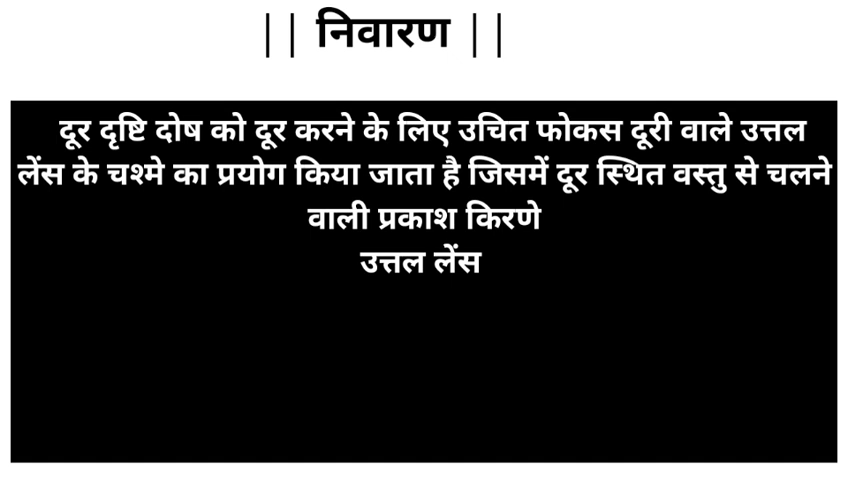 || निवारण ||
दूर दृष्टि दोष को दूर करने के लिए उचित फोकस दूरी वाले उत्तल
लेंस के चश्मे का प्रयोग किया जाता है जिसमें दूर स्थित वस्तु से चलने
वाली प्रकाश किरणे
उत्तल लेंस